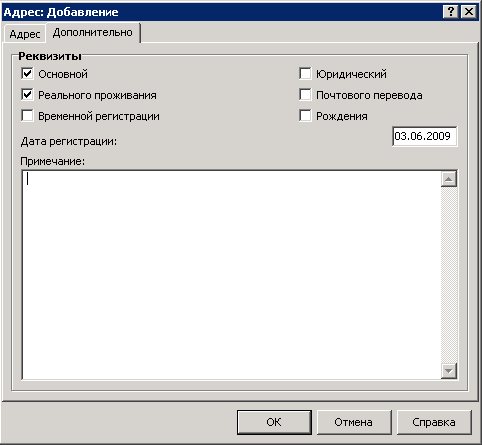 Адрес: Добавление
Адрес Дополнительно
Реквизиты
Основной Юридический
Реального проживания Почтового перевода
Временной регистрации Рождения
Дата регистрации: 03.06.2009
Примечание:
OK Отмена Справка